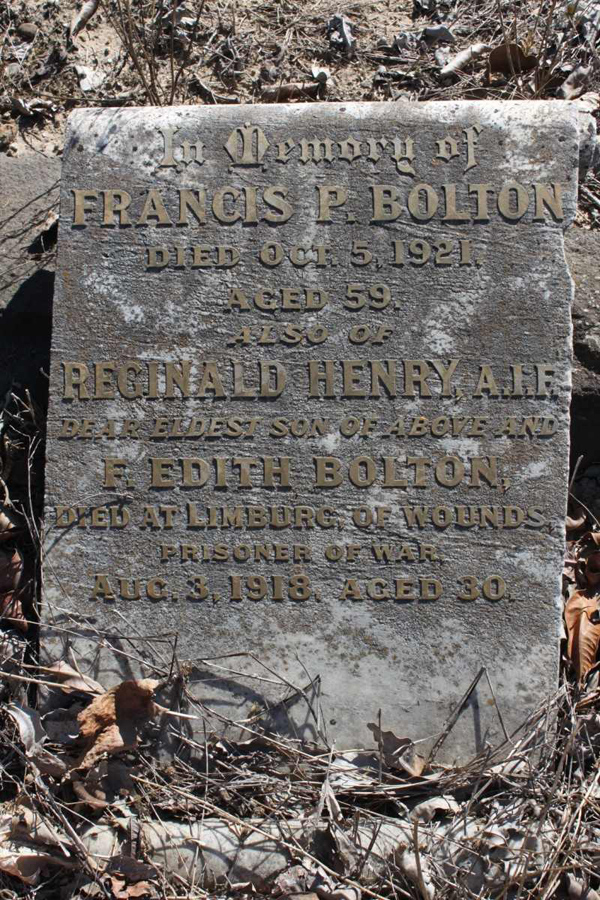 In Memory of
FRANCIS P. BOLTON
DIED OCT. 5, 1921.
AGED 59.
ALSO OF
REGINALD HENRY, A.I.F.
DEAR ELDEST SON OF ABOVE AND
F. EDITH BOLTON,
DIED AT LIMBURG, OF WOUNDS,
PRISONER OF WAR,
AUG. 3, 1918. AGED 30.